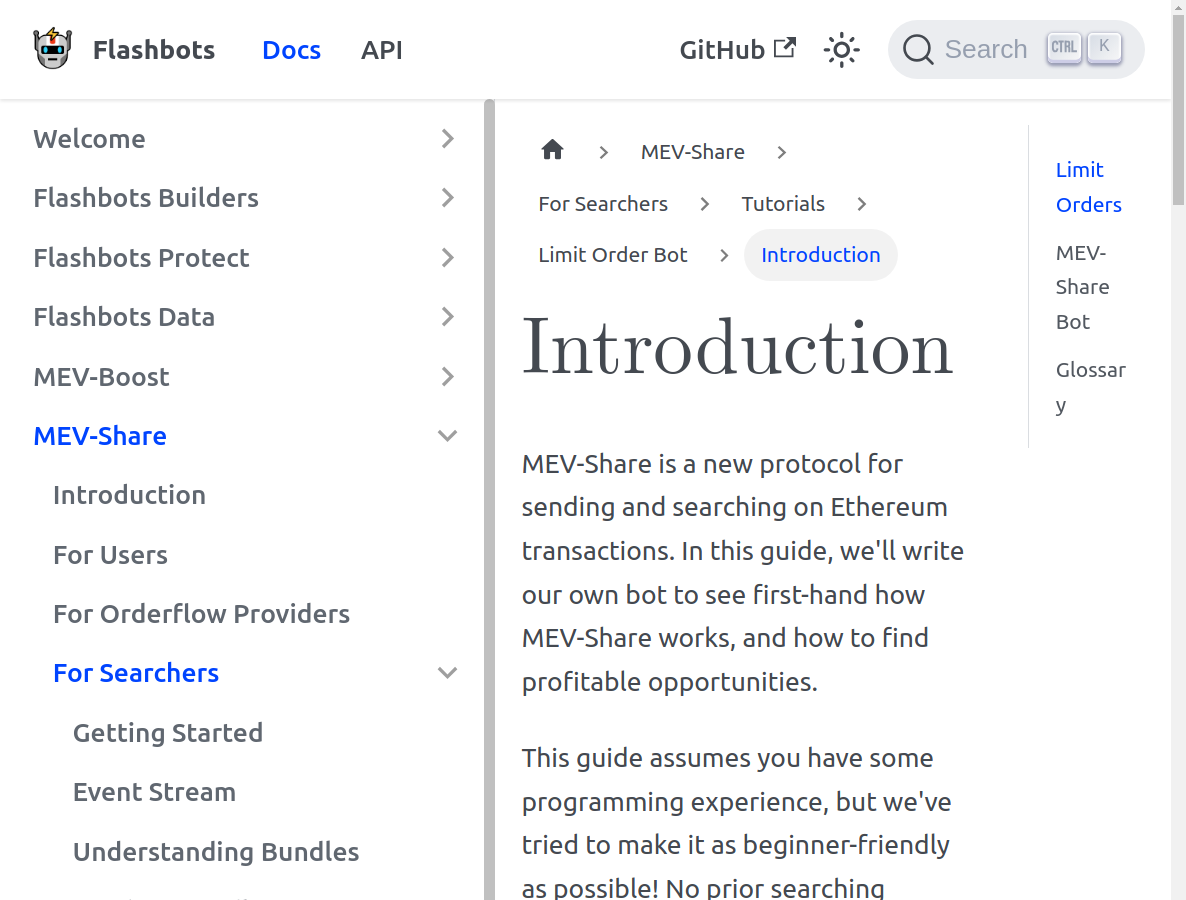 Flashbots Docs API GitHub Search CTRL K
Welcome
Flashbots Builders
Flashbots Protect
Flashbots Data
MEV-Boost
MEV-Share
Introduction
For Users
For Orderflow Providers
For Searchers
Getting Started
Event Stream
Understanding Bundles
MEV-Share
For Searchers Tutorials
Limit Order Bot Introduction
Introduction
MEV-Share is a new protocol for
sending and searching on Ethereum
transactions. In this guide, we'll write
our own bot to see first-hand how
MEV-Share works, and how to find
profitable opportunities.
This guide assumes you have some
programming experience, but we've
tried to make it as beginner-friendly
as possible! No prior searching
Limit
Orders
MEV-
Share
Bot
Glossar
y